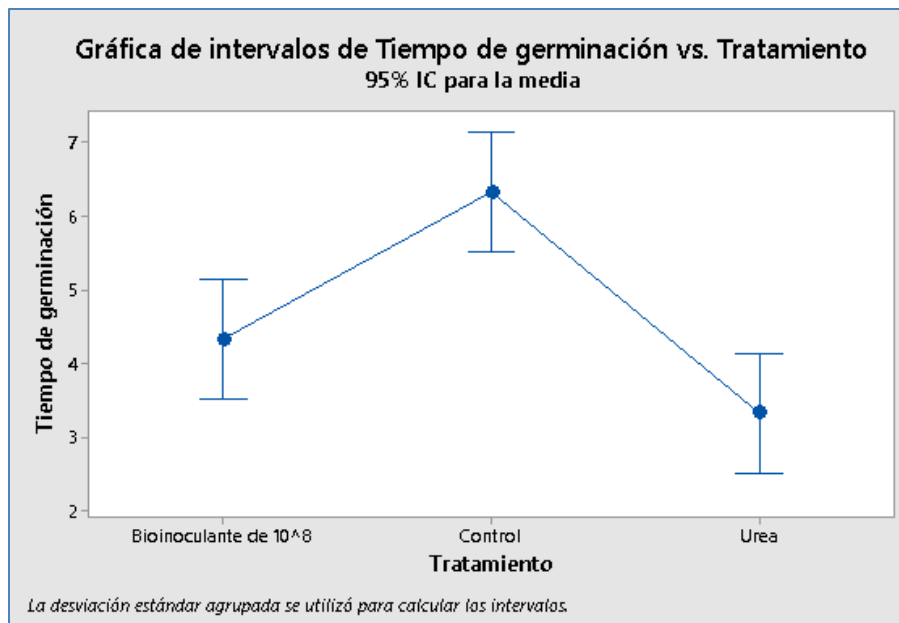 Gráfica de intervalos de Tiempo de germinación vs. Tratamiento
95% IC para la media
Tiempo de germinación
7
6
5
4
3
2
Bioinoculante de 10^8
Control
Urea
Tratamiento
La desviación estándar agrupada se utilizó para calcular los intervalos.